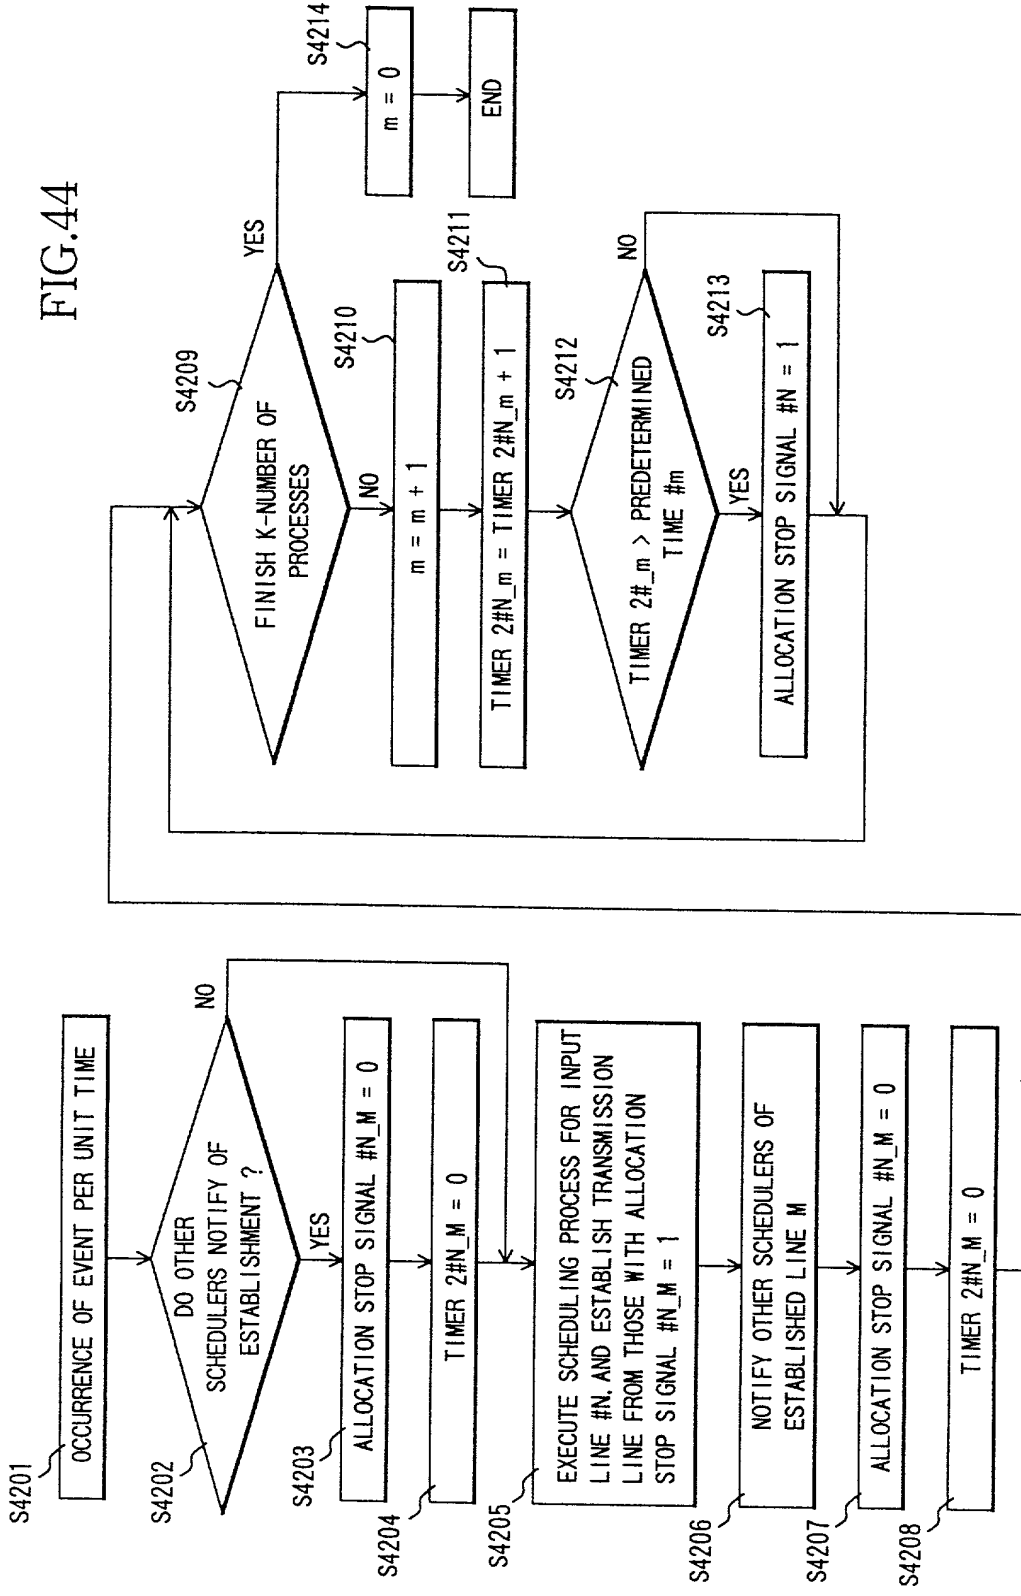 FIG.44
S4201
OCCURRENCE OF EVENT PER UNIT TIME
S4202
DO OTHER
SCHEDULERS NOTIFY OF
ESTABLISHMENT ?
NO
YES
S4203
ALLOCATION STOP SIGNAL #N_M = 0
S4204
TIMER 2#N_M = 0
S4205
EXECUTE SCHEDULING PROCESS FOR INPUT
LINE #N, AND ESTABLISH TRANSMISSION
LINE FROM THOSE WITH ALLOCATION
STOP SIGNAL #N_M = 1
S4206
NOTIFY OTHER SCHEDULERS OF
ESTABLISHED LINE M
S4207
ALLOCATION STOP SIGNAL #N_M = 0
S4208
TIMER 2#N_M = 0
S4209
FINISH K-NUMBER OF
PROCESSES
YES
NO
S4210
m = m + 1
S4211
TIMER 2#N_m = TIMER 2#N_m + 1
S4212
TIMER 2#_m > PREDETERMINED
TIME #m
NO
YES
S4213
ALLOCATION STOP SIGNAL #N = 1
S4214
m = 0
END